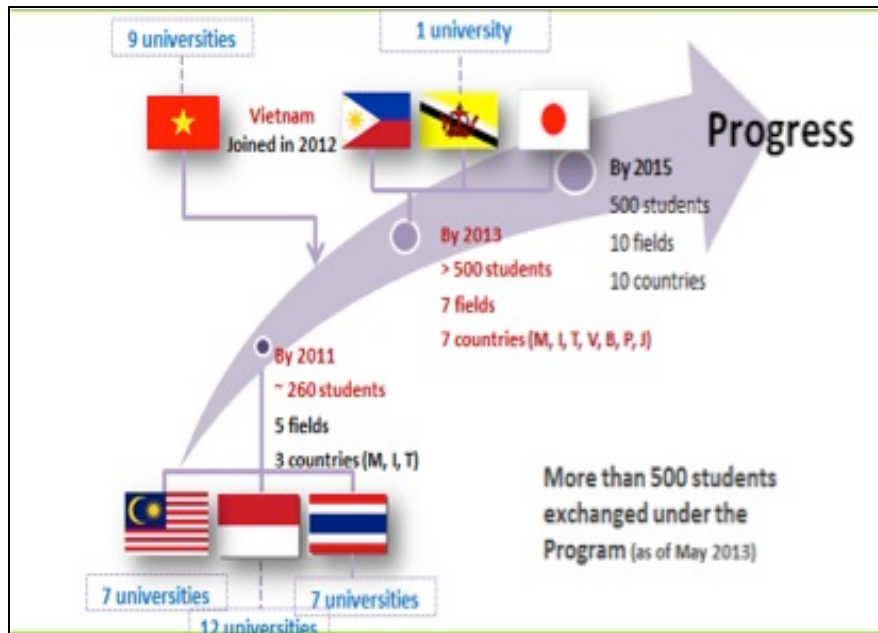 9 universities
1 university
Vietnam
Joined in 2012
Progress
By 2015
500 students
10 fields
10 countries
By 2013
> 500 students
7 fields
7 countries (M, I, T, V, B, P, J)
By 2011
~ 260 students
5 fields
3 countries (M, I, T)
More than 500 students
exchanged under the
Program (as of May 2013)
7 universities
7 universities
12 universities